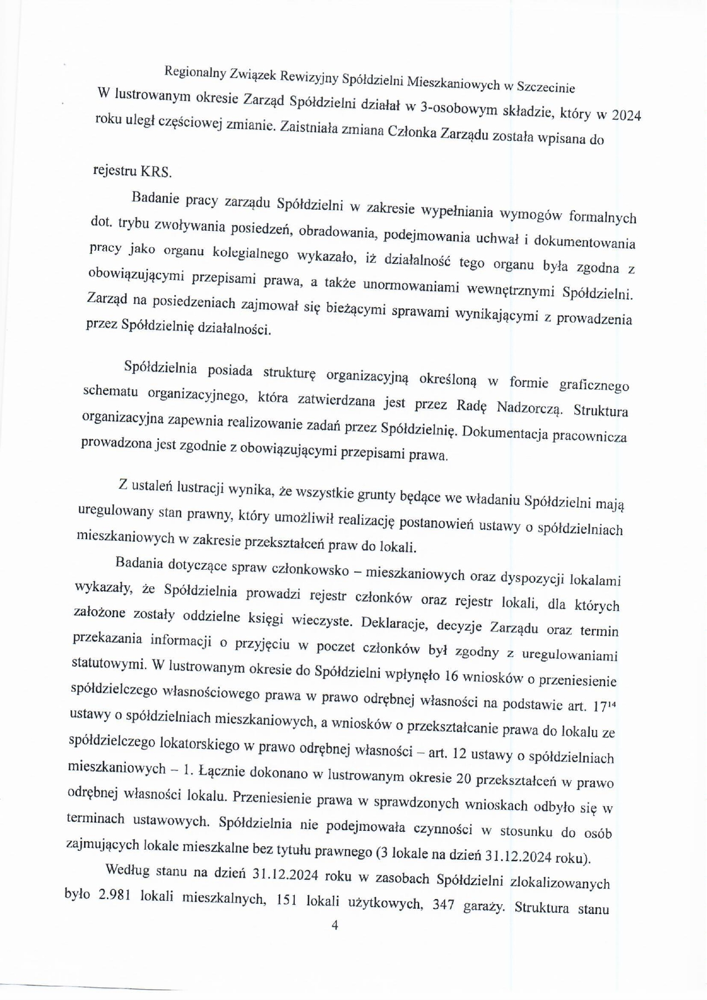 Regionalny Związek Rewizyjny Spółdzielni Mieszkaniowych w Szczecinie
W lustrowanym okresie Zarząd Spółdzielni działał w 3-osobowym składzie, który w 2024
roku uległ częściowej zmianie. Zaistniała zmiana Członka Zarządu została wpisana do
rejestru KRS.
Badanie pracy zarządu Spółdzielni w zakresie wypełniania wymogów formalnych
dot. trybu zwoływania posiedzeń, obradowania, podejmowania uchwał i dokumentowania
pracy jako organu kolegialnego wykazało, iż działalność tego organu była zgodna z
obowiązującymi przepisami prawa, a także unormowaniami wewnętrznymi Spółdzielni.
Zarząd na posiedzeniach zajmował się bieżącymi sprawami wynikającymi z prowadzenia
przez Spółdzielnię działalności.
Spółdzielnia posiada strukturę organizacyjną określoną w formie graficznego
schematu organizacyjnego, która zatwierdzana jest przez Radę Nadzorczą. Struktura
organizacyjna zapewnia realizowanie zadań przez Spółdzielnię. Dokumentacja pracownicza
prowadzona jest zgodnie z obowiązującymi przepisami prawa.
Z ustaleń lustracji wynika, że wszystkie grunty będące we władaniu Spółdzielni mają
uregulowany stan prawny, który umożliwił realizację postanowień ustawy o spółdzielniach
mieszkaniowych w zakresie przekształceń praw do lokali.
Badania dotyczące spraw członkowsko – mieszkaniowych oraz dyspozycji lokalami
wykazały, że Spółdzielnia prowadzi rejestr członków oraz rejestr lokali, dla których
założone zostały oddzielne księgi wieczyste. Deklaracje, decyzje Zarządu oraz termin
przekazania informacji o przyjęciu w poczet członków był zgodny z uregulowaniami
statutowymi. W lustrowanym okresie do Spółdzielni wpłynęło 16 wniosków o przeniesienie
spółdzielczego własnościowego prawa w prawo odrębnej własności na podstawie art. 17¹⁴
ustawy o spółdzielniach mieszkaniowych, a wniosków o przekształcanie prawa do lokalu ze
spółdzielczego lokatorskiego w prawo odrębnej własności – art. 12 ustawy o spółdzielniach
mieszkaniowych – 1. Łącznie dokonano w lustrowanym okresie 20 przekształceń w prawo
odrębnej własności lokalu. Przeniesienie prawa w sprawdzonych wnioskach odbyło się w
terminach ustawowych. Spółdzielnia nie podejmowała czynności w stosunku do osób
zajmujących lokale mieszkalne bez tytułu prawnego (3 lokale na dzień 31.12.2024 roku).
Według stanu na dzień 31.12.2024 roku w zasobach Spółdzielni zlokalizowanych
było 2.981 lokali mieszkalnych, 151 lokali użytkowych, 347 garaży. Struktura stanu
4